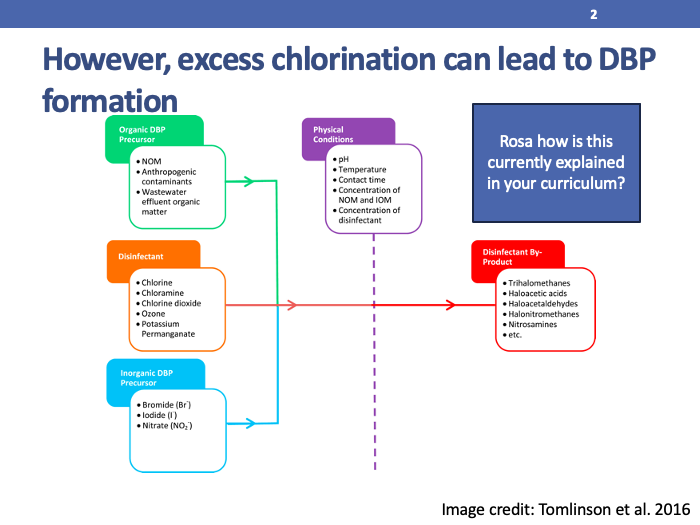 2
However, excess chlorination can lead to DBP
formation
Organic DBP
Precursor
• NOM
• Anthropogenic
contaminants
• Wastewater
effluent organic
matter
Physical
Conditions
• pH
• Temperature
• Contact time
• Concentration of
NOM and IOM
• Concentration of
disinfectant
Rosa how is this
currently explained
in your curriculum?
Disinfectant
• Chlorine
• Chloramine
• Chlorine dioxide
• Ozone
• Potassium
Permanganate
Disinfectant By-
Product
• Trihalomethanes
• Haloacetic acids
• Haloacetaldehydes
• Halonitromethanes
• Nitrosamines
• etc.
Inorganic DBP
Precursor
• Bromide (Br⁻)
• Iodide (I⁻)
• Nitrate (NO₂⁻)
Image credit: Tomlinson et al. 2016